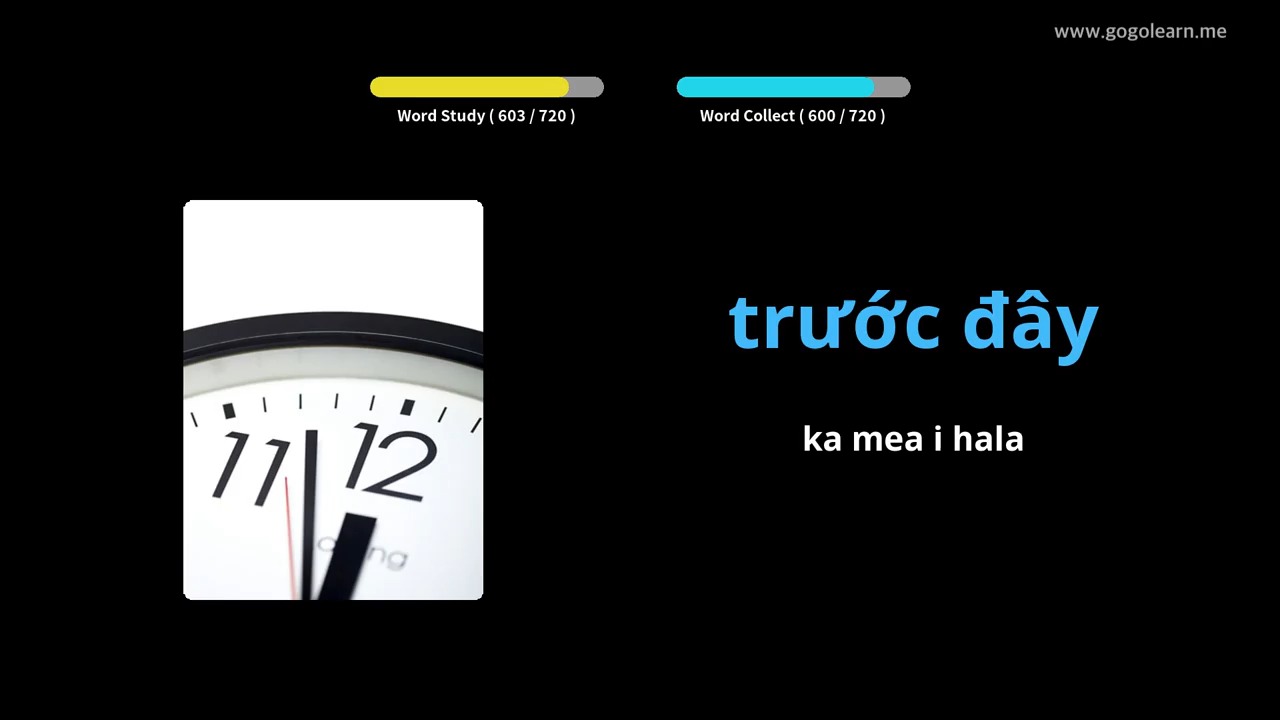 www.gogolearn.me
Word Study ( 603 / 720 )
Word Collect ( 600 / 720 )
11
12
trước đây
ka mea i hala